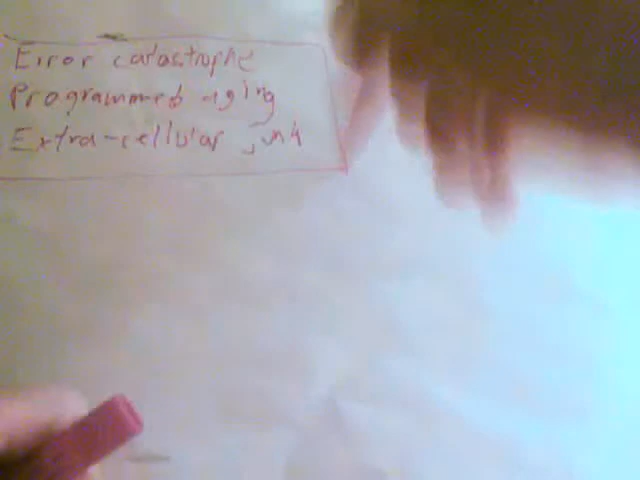 Error catastrophe
Programmed aging
Extra-cellular junk